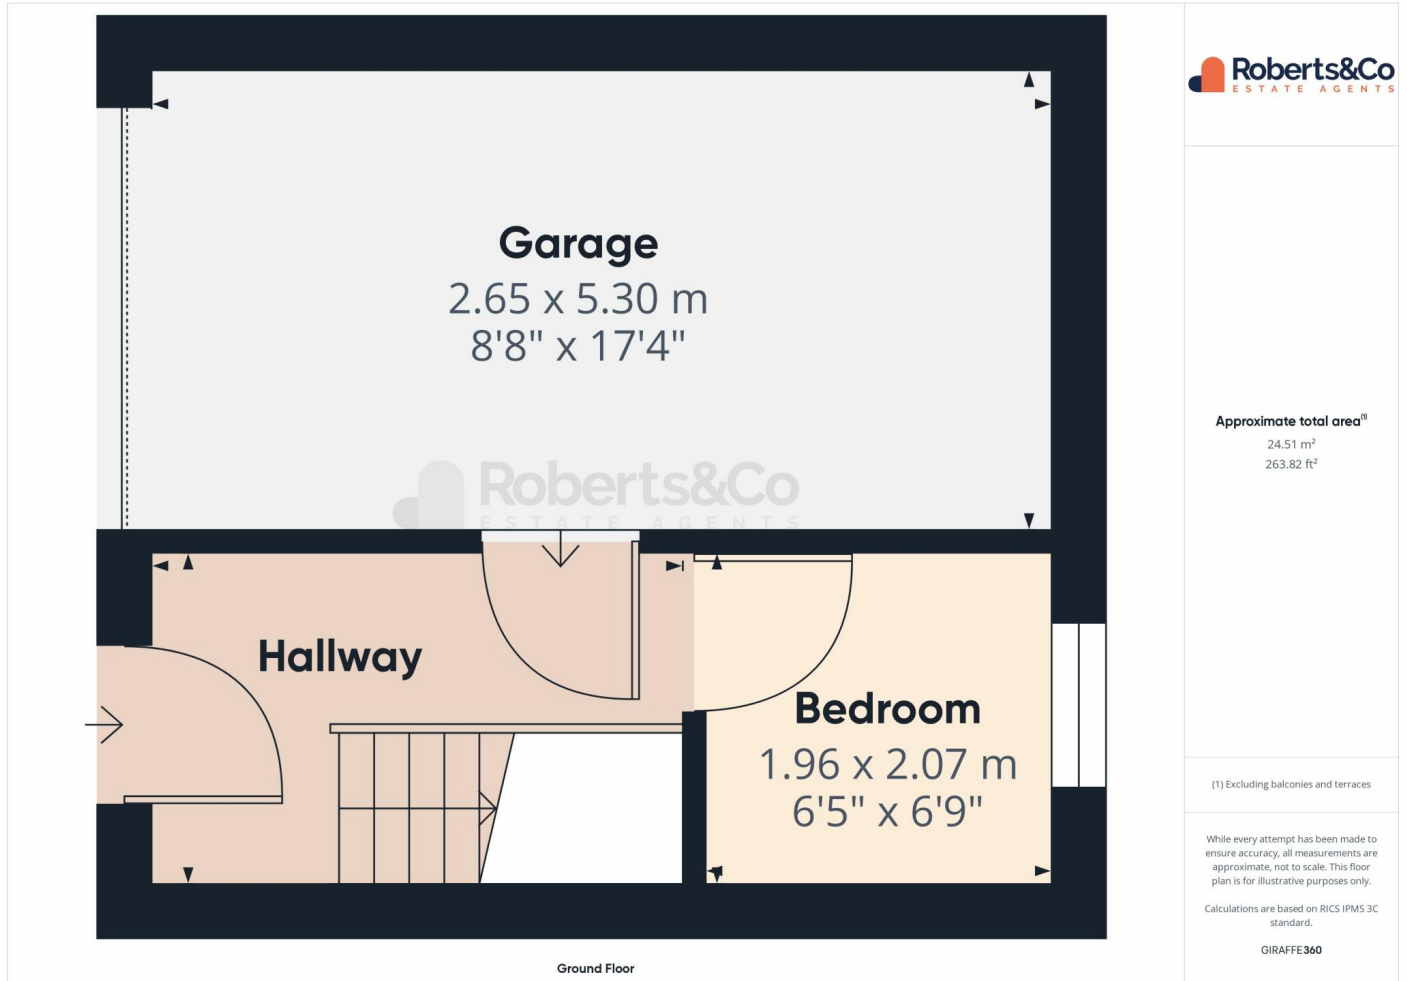 Garage
2.65 x 5.30 m
8'8" x 17'4"
Roberts&Co
ESTATE AGENTS
Hallway
Bedroom
1.96 x 2.07 m
6'5" x 6'9"
Ground Floor
Roberts&Co
ESTATE AGENTS
Approximate total area(1)
24.51 m²
263.82 ft²
(1) Excluding balconies and terraces
While every attempt has been made to
ensure accuracy, all measurements are
approximate, not to scale. This floor
plan is for illustrative purposes only.
Calculations are based on RICS IPMS 3C
standard.
GIRAFFE360